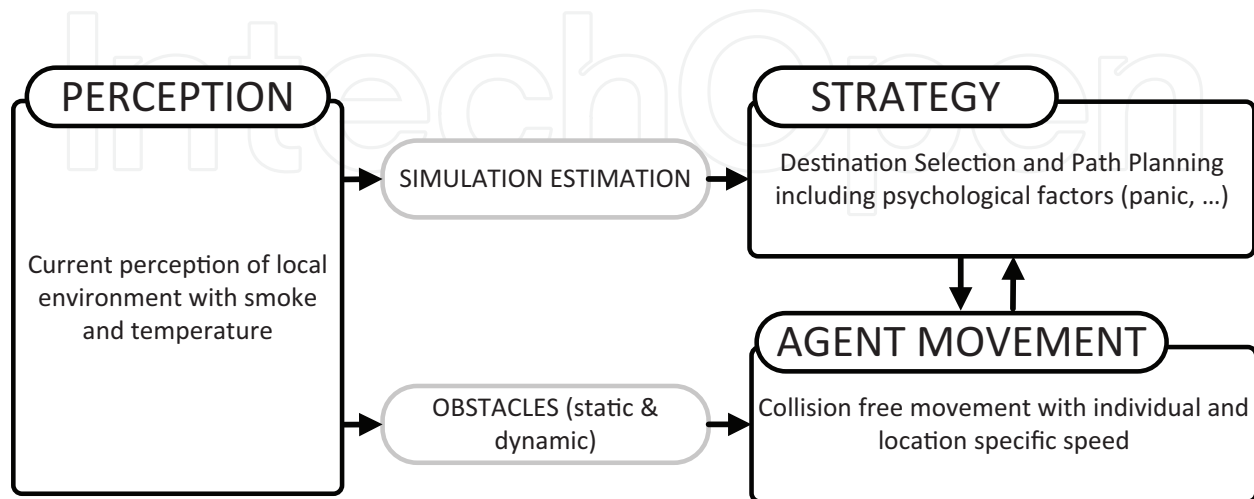 IntechOpen
PERCEPTION
Current perception of local
environment with smoke
and temperature
SIMULATION ESTIMATION
OBSTACLES (static &
dynamic)
STRATEGY
Destination Selection and Path Planning
including psychological factors (panic, ...)
AGENT MOVEMENT
Collision free movement with individual and
location specific speed